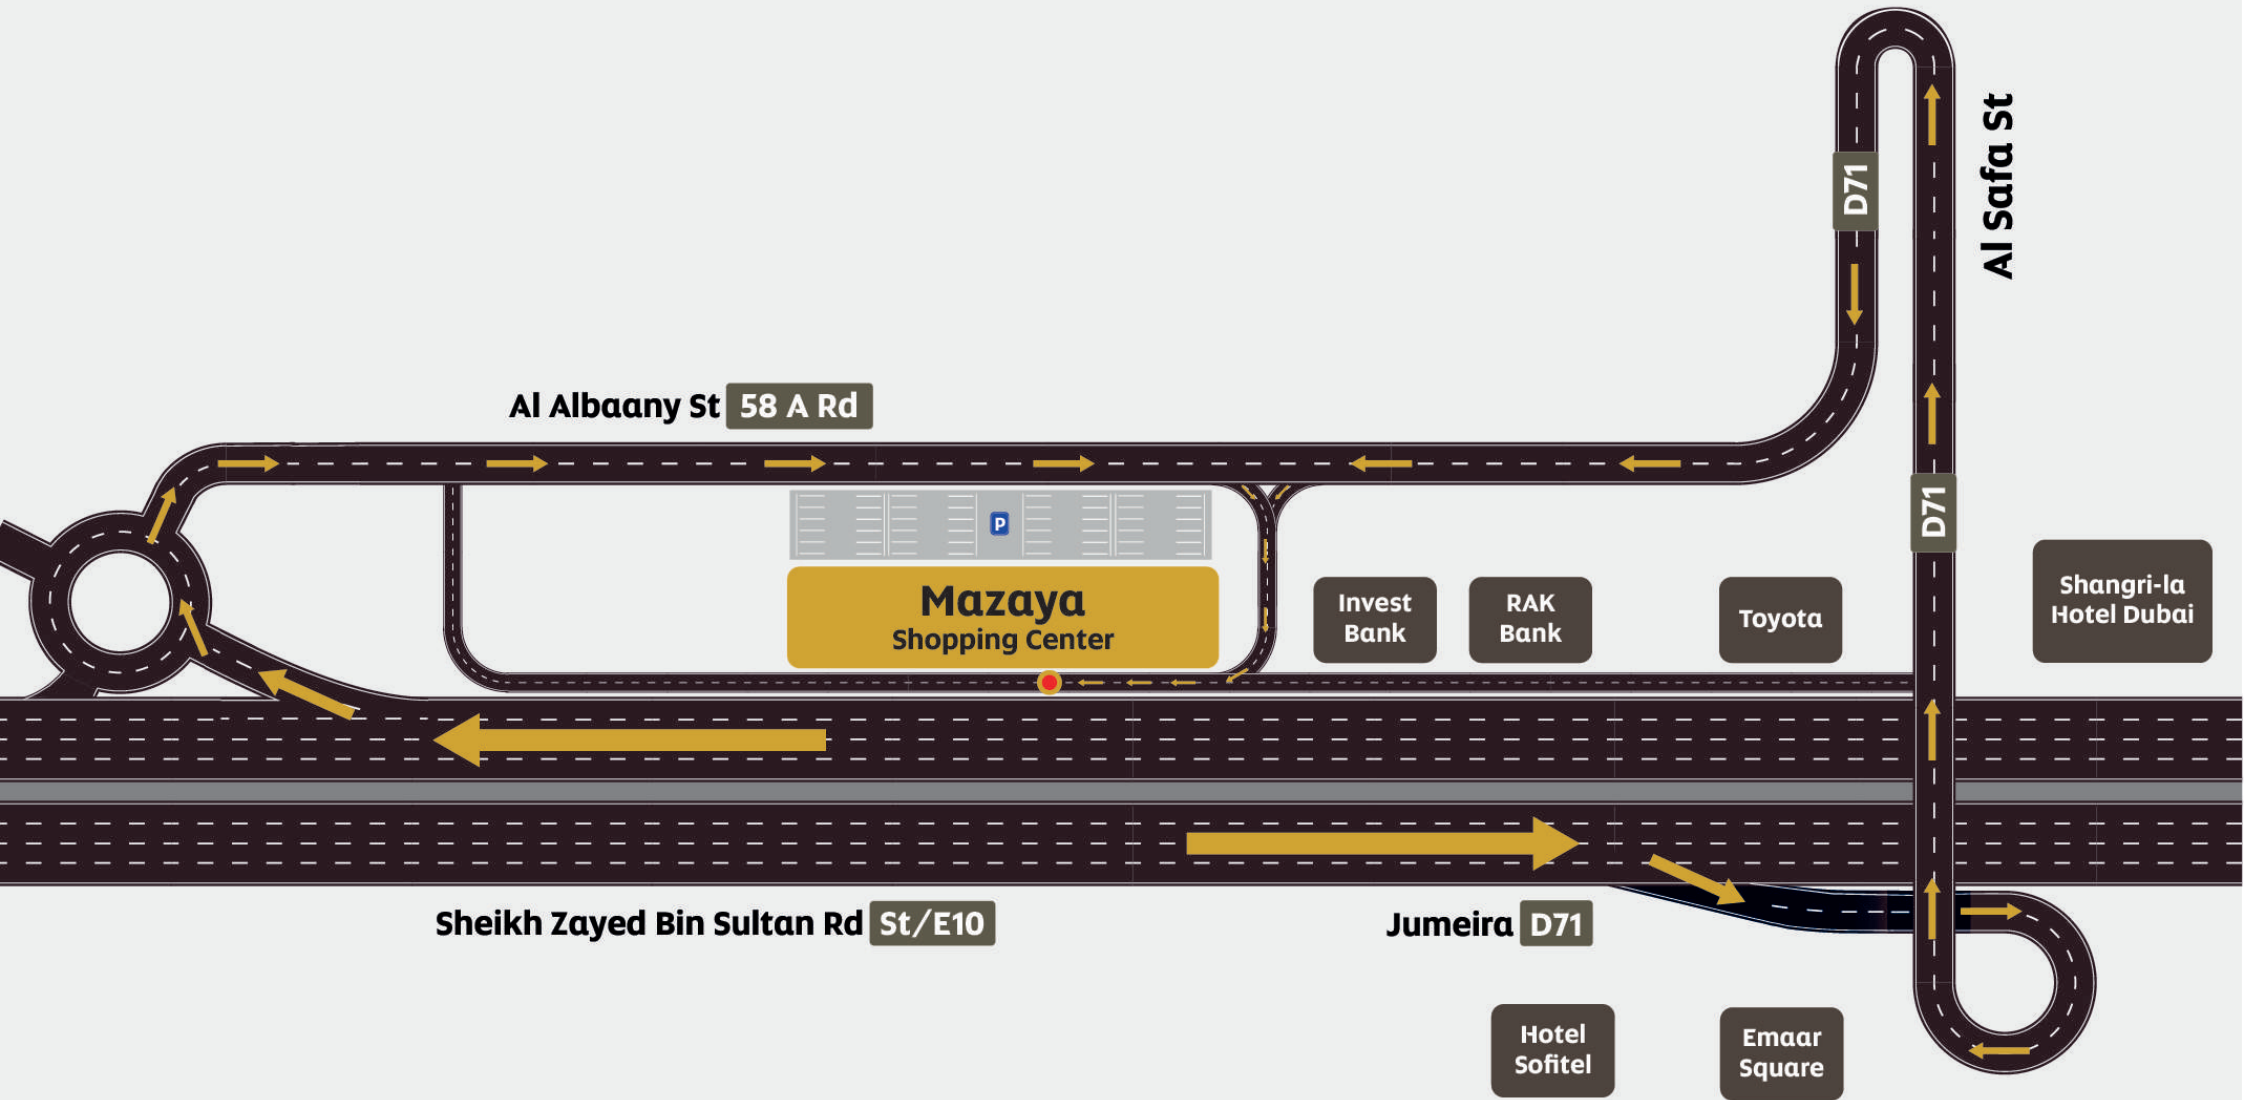 Al Safa St
D71
Al Albaany St 58 A Rd
D71
P
Mazaya
Shopping Center
Invest
Bank
RAK
Bank
Toyota
Shangri-la
Hotel Dubai
Sheikh Zayed Bin Sultan Rd St/E10
Jumeira D71
Hotel
Sofitel
Emaar
Square